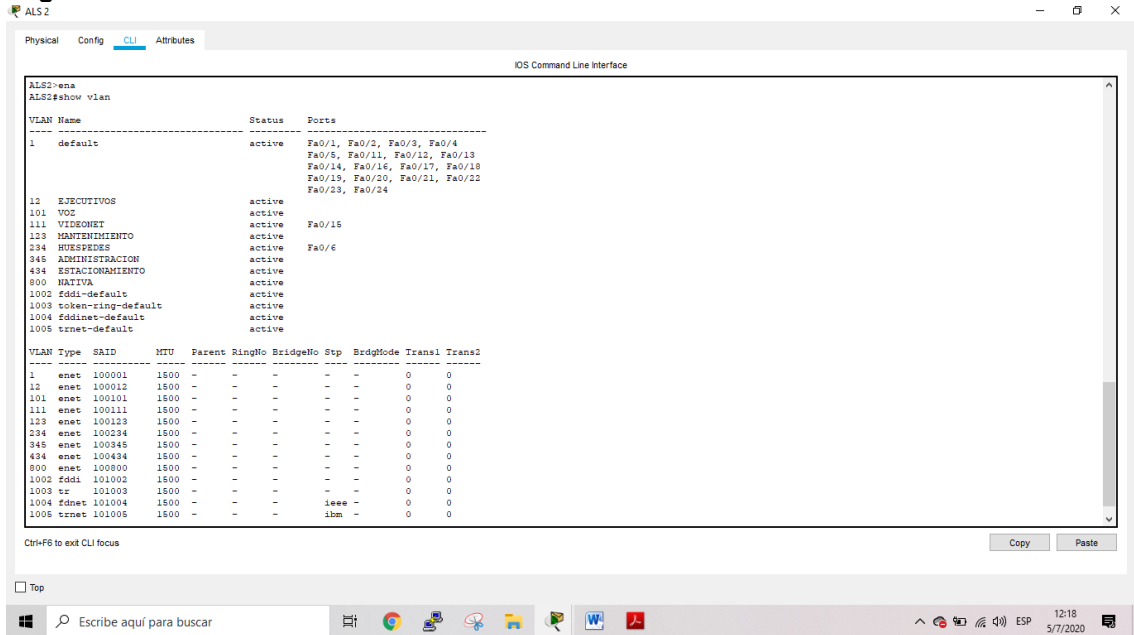 ALS 2
Physical Config CLI Attributes
IOS Command Line Interface
ALS2>ena
ALS2#show vlan
VLAN Name Status Ports
---- -------------------------------- --------- -------------------------------
1 default active Fa0/1, Fa0/2, Fa0/3, Fa0/4
Fa0/5, Fa0/11, Fa0/12, Fa0/13
Fa0/14, Fa0/16, Fa0/17, Fa0/18
Fa0/19, Fa0/20, Fa0/21, Fa0/22
Fa0/23, Fa0/24
12 EJECUTIVOS active
101 VOZ active
111 VIDEONET active Fa0/15
123 MANTENIMIENTO active
234 HUESPEDES active Fa0/6
345 ADMINISTRACION active
434 ESTACIONAMIENTO active
800 NATIVA active
1002 fddi-default active
1003 token-ring-default active
1004 fddinet-default active
1005 trnet-default active
VLAN Type SAID MTU Parent RingNo BridgeNo Stp BrdgMode Trans1 Trans2
---- ----- ---------- ----- ------ ------ -------- ---- -------- ------ ------
1 enet 100001 1500 - - - - - 0 0
12 enet 100012 1500 - - - - - 0 0
101 enet 100101 1500 - - - - - 0 0
111 enet 100111 1500 - - - - - 0 0
123 enet 100123 1500 - - - - - 0 0
234 enet 100234 1500 - - - - - 0 0
345 enet 100345 1500 - - - - - 0 0
434 enet 100434 1500 - - - - - 0 0
800 enet 100800 1500 - - - - - 0 0
1002 fddi 101002 1500 - - - - - 0 0
1003 tr 101003 1500 - - - - - 0 0
1004 fdnet 101004 1500 - - - ieee - 0 0
1005 trnet 101005 1500 - - - ibm - 0 0
Ctrl+F6 to exit CLI focus
Copy Paste
Top
Escribe aquí para buscar
ESP
12:18
5/7/2020